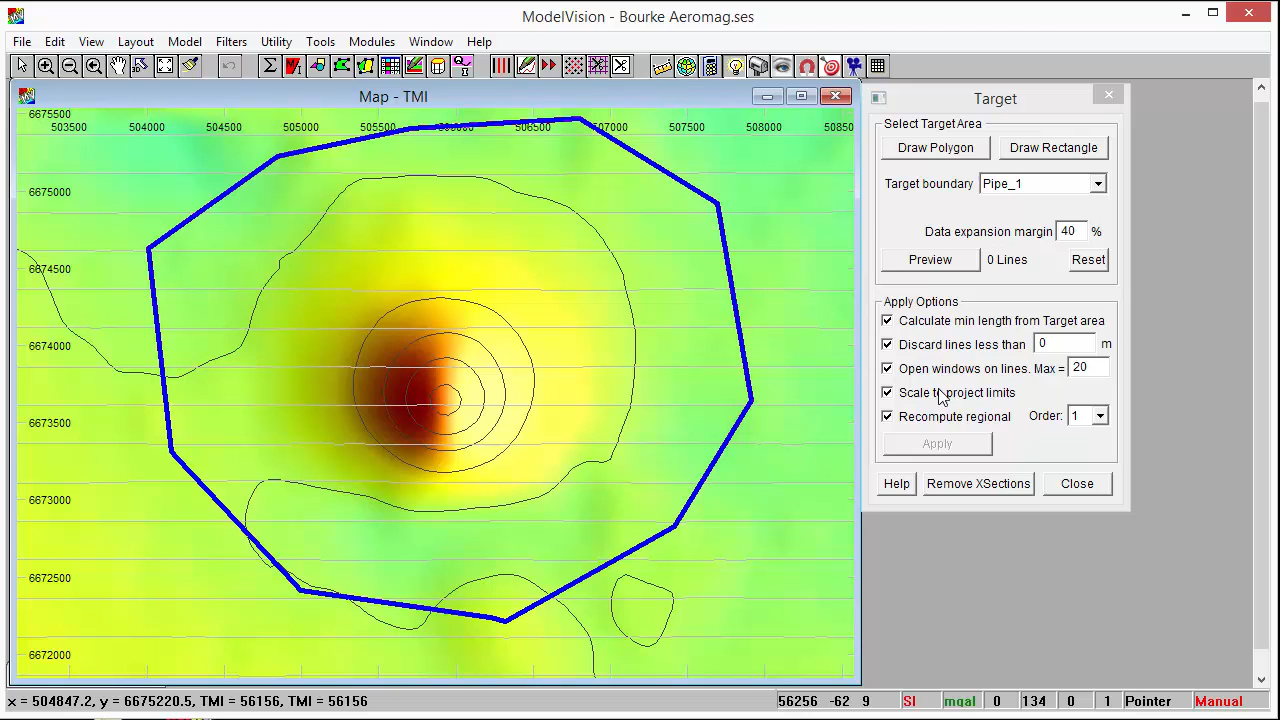 ModelVision - Bourke Aeromag.ses
File Edit View Layout Model Filters Utility Tools Modules Window Help
Map - TMI
6675500
503500 504000 504500 505000 505500 506500 507000 507500 508000 50850
6675000
6674500
6674000
6673500
6673000
6672500
6672000
Target
Select Target Area
Draw Polygon Draw Rectangle
Target boundary Pipe_1
Data expansion margin 40 %
Preview 0 Lines Reset
Apply Options
Calculate min length from Target area
Discard lines less than 0 m
Open windows on lines. Max = 20
Scale to project limits
Recompute regional Order: 1
Apply
Help Remove XSections Close
x = 504847.2, y = 6675220.5, TMI = 56156, TMI = 56156 56256 -62 9 SI mgal 0 134 0 1 Pointer Manual